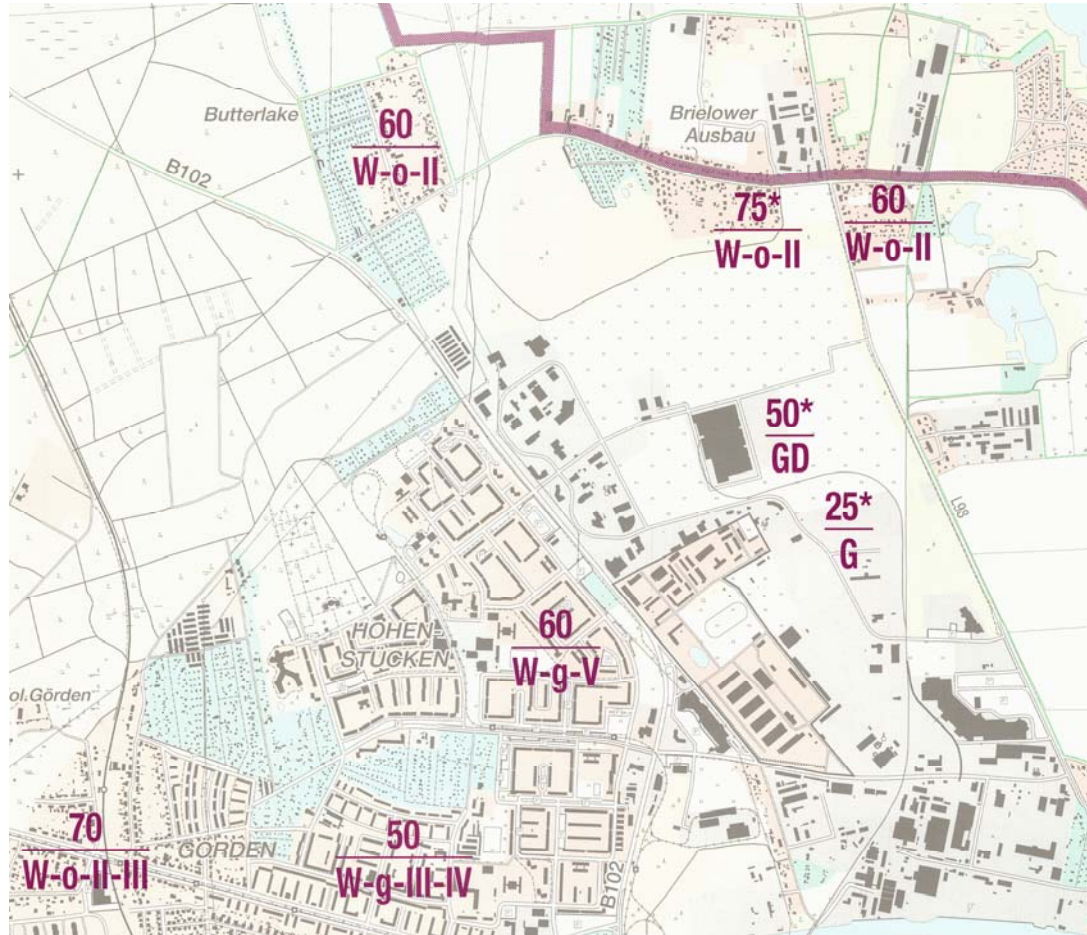 Butterlake
60
W-o-II
B102
Brielower
Ausbau
75*
W-o-II
60
W-o-II
50*
GD
25*
G
L98
HOHEN-
STÜCKEN
60
W-g-V
ol.Görden
70
W-o-II-III
GÖRDEN
50
W-g-III-IV
B102